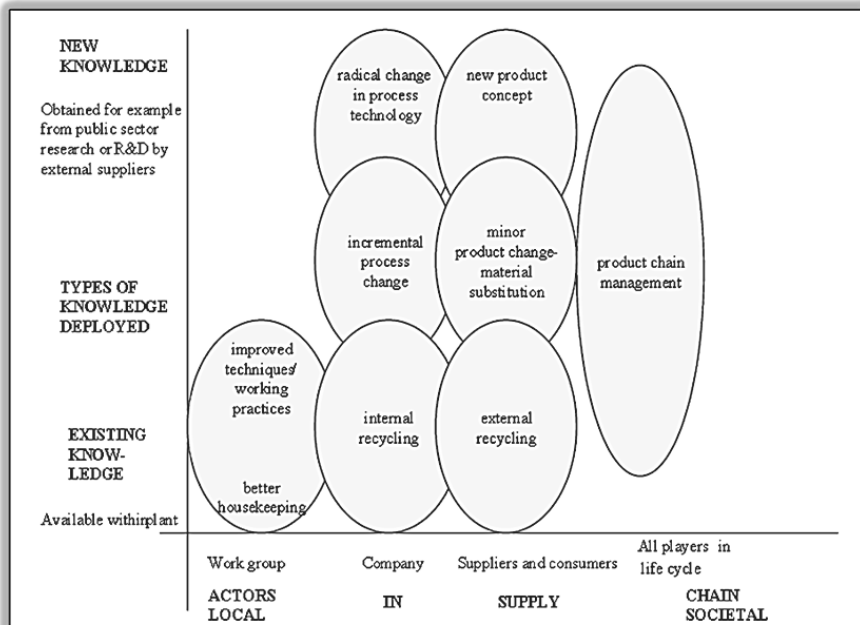 NEW
KNOWLEDGE
Obtained for example
from public sector
research or R&D by
external suppliers
TYPES OF
KNOWLEDGE
DEPLOYED
EXISTING
KNOW-
LEDGE
Available withinplant
radical change
in process
technology
new product
concept
incremental
process
change
minor
product change-
material
substitution
product chain
management
improved
techniques/
working
practices
better
housekeeping
internal
recycling
external
recycling
Work group
Company
Suppliers and consumers
All players in
life cycle
ACTORS
LOCAL
IN
SUPPLY
CHAIN
SOCIETAL